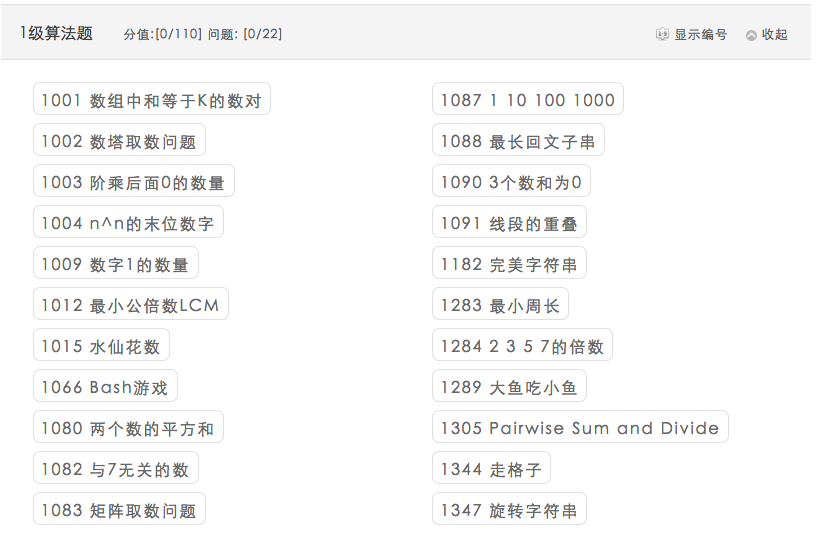 1级算法题 分值:[0/110] 问题: [0/22] 显示编号 收起
1001 数组中和等于K的数对
1002 数塔取数问题
1003 阶乘后面0的数量
1004 n^n的末位数字
1009 数字1的数量
1012 最小公倍数LCM
1015 水仙花数
1066 Bash游戏
1080 两个数的平方和
1082 与7无关的数
1083 矩阵取数问题
1087 1 10 100 1000
1088 最长回文子串
1090 3个数和为0
1091 线段的重叠
1182 完美字符串
1283 最小周长
1284 2 3 5 7的倍数
1289 大鱼吃小鱼
1305 Pairwise Sum and Divide
1344 走格子
1347 旋转字符串